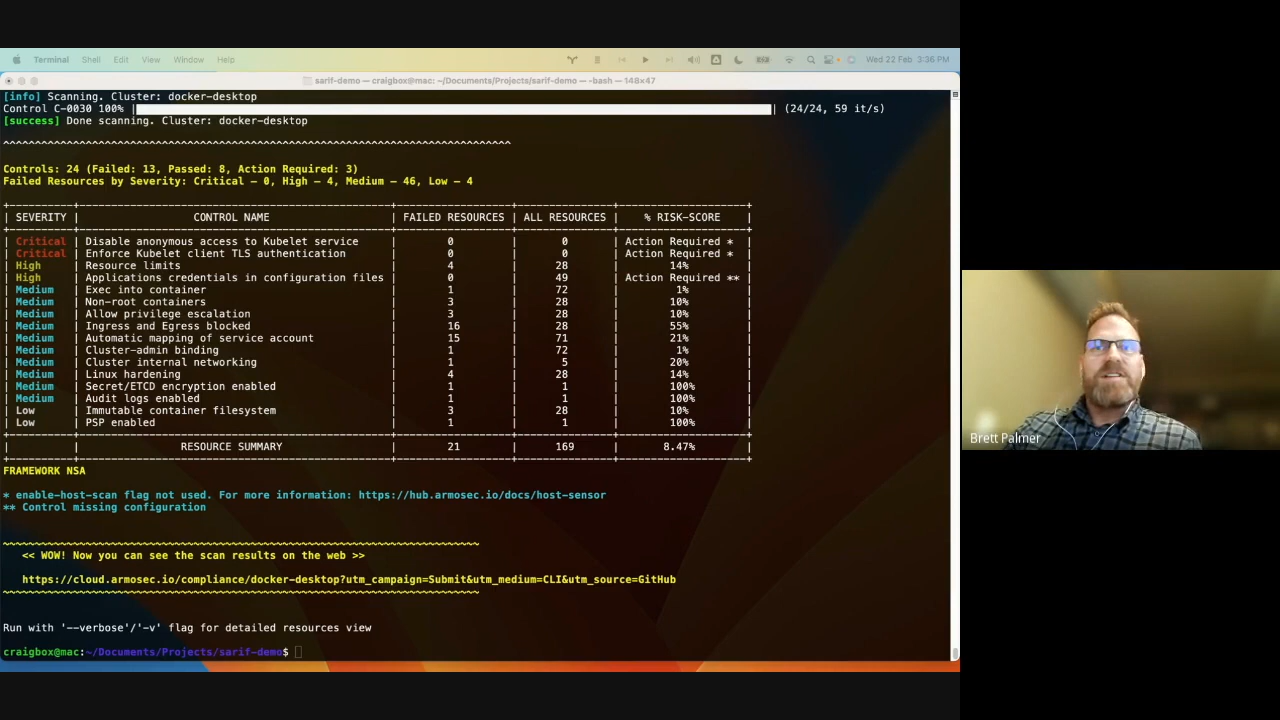 Terminal Shell Edit View Window Help Wed 22 Feb 3:36 PM
sarif-demo — craigbox@mac: ~/Documents/Projects/sarif-demo — -bash — 148×47
[info] Scanning. Cluster: docker-desktop
Control C-0030 100% | | (24/24, 59 it/s)
[success] Done scanning. Cluster: docker-desktop
^^^^^^^^^^^^^^^^^^^^^^^^^^^^^^^^^^^^^^^^^^^^^^^^^^^^^^^^^^^^^^^^^^^^^^^^^^^^^^^^^^^^
Controls: 24 (Failed: 13, Passed: 8, Action Required: 3)
Failed Resources by Severity: Critical — 0, High — 4, Medium — 46, Low — 4
| SEVERITY | CONTROL NAME | FAILED RESOURCES | ALL RESOURCES | % RISK-SCORE |
| Critical | Disable anonymous access to Kubelet service | 0 | 0 | Action Required * |
| Critical | Enforce Kubelet client TLS authentication | 0 | 0 | Action Required * |
| High | Resource limits | 4 | 28 | 14% |
| High | Applications credentials in configuration files | 0 | 49 | Action Required ** |
| Medium | Exec into container | 1 | 72 | 1% |
| Medium | Non-root containers | 3 | 28 | 10% |
| Medium | Allow privilege escalation | 3 | 28 | 10% |
| Medium | Ingress and Egress blocked | 16 | 28 | 55% |
| Medium | Automatic mapping of service account | 15 | 71 | 21% |
| Medium | Cluster-admin binding | 1 | 72 | 1% |
| Medium | Cluster internal networking | 1 | 5 | 20% |
| Medium | Linux hardening | 4 | 28 | 14% |
| Medium | Secret/ETCD encryption enabled | 1 | 1 | 100% |
| Medium | Audit logs enabled | 1 | 1 | 100% |
| Low | Immutable container filesystem | 3 | 28 | 10% |
| Low | PSP enabled | 1 | 1 | 100% |
| | RESOURCE SUMMARY | 21 | 169 | 8.47% |
FRAMEWORK NSA
* enable-host-scan flag not used. For more information: https://hub.armosec.io/docs/host-sensor
** Control missing configuration
~~~~~~~~~~~~~~~~~~~~~~~~~~~~~~~~~~~~~~~~~~~~~~~~~~~~~~~~~~~~~~~~~~~~~~~~~~~~~~
<< WOW! Now you can see the scan results on the web >>
https://cloud.armosec.io/compliance/docker-desktop?utm_campaign=Submit&utm_medium=CLI&utm_source=GitHub
~~~~~~~~~~~~~~~~~~~~~~~~~~~~~~~~~~~~~~~~~~~~~~~~~~~~~~~~~~~~~~~~~~~~~~~~~~~~~~
Run with '--verbose'/'-v' flag for detailed resources view
craigbox@mac:~/Documents/Projects/sarif-demo$
Brett Palmer